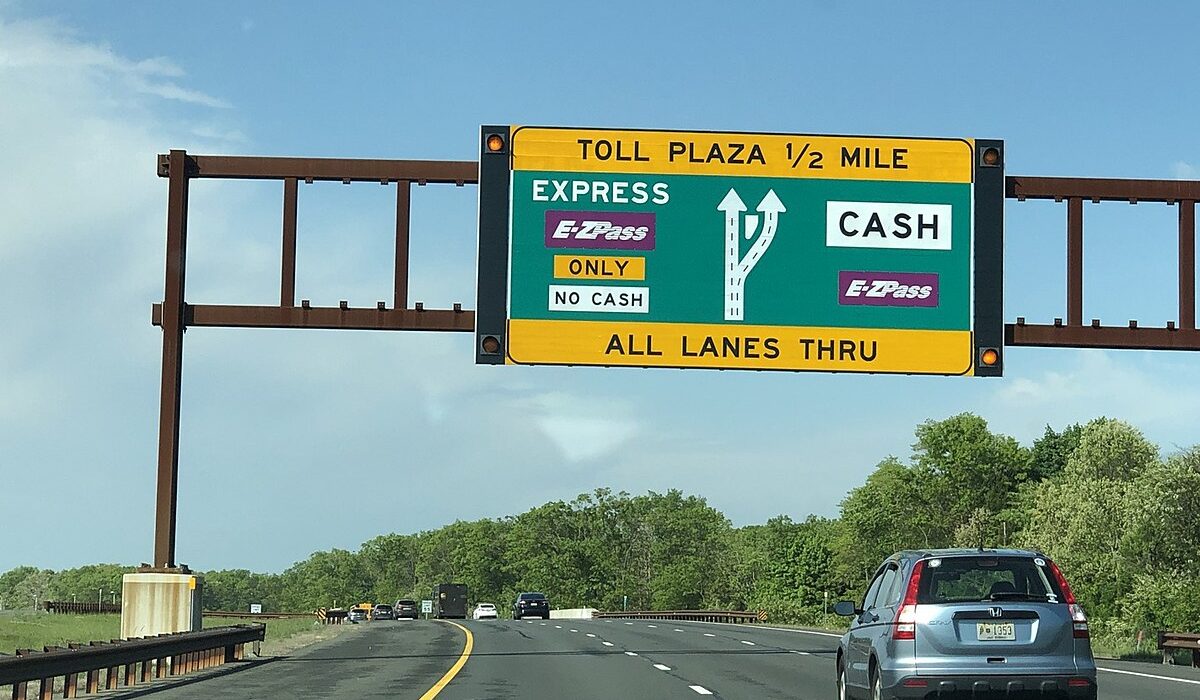 TOLL PLAZA 1/2 MILE
EXPRESS
E-ZPass
ONLY
NO CASH
CASH
E-ZPass
ALL LANES THRU